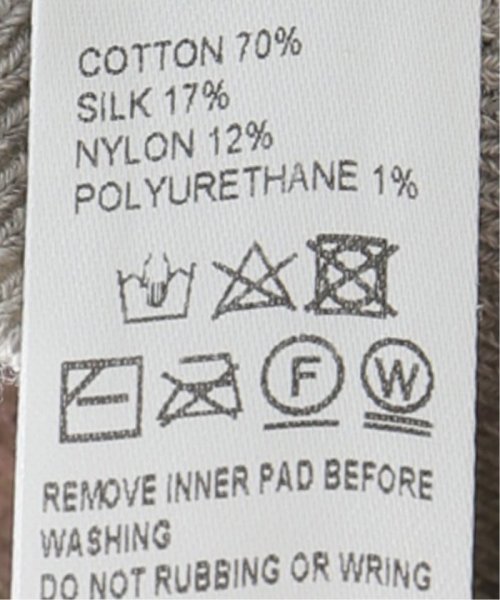 COTTON 70%
SILK 17%
NYLON 12%
POLYURETHANE 1%
F W
REMOVE INNER PAD BEFORE
WASHING
DO NOT RUBBING OR WRING